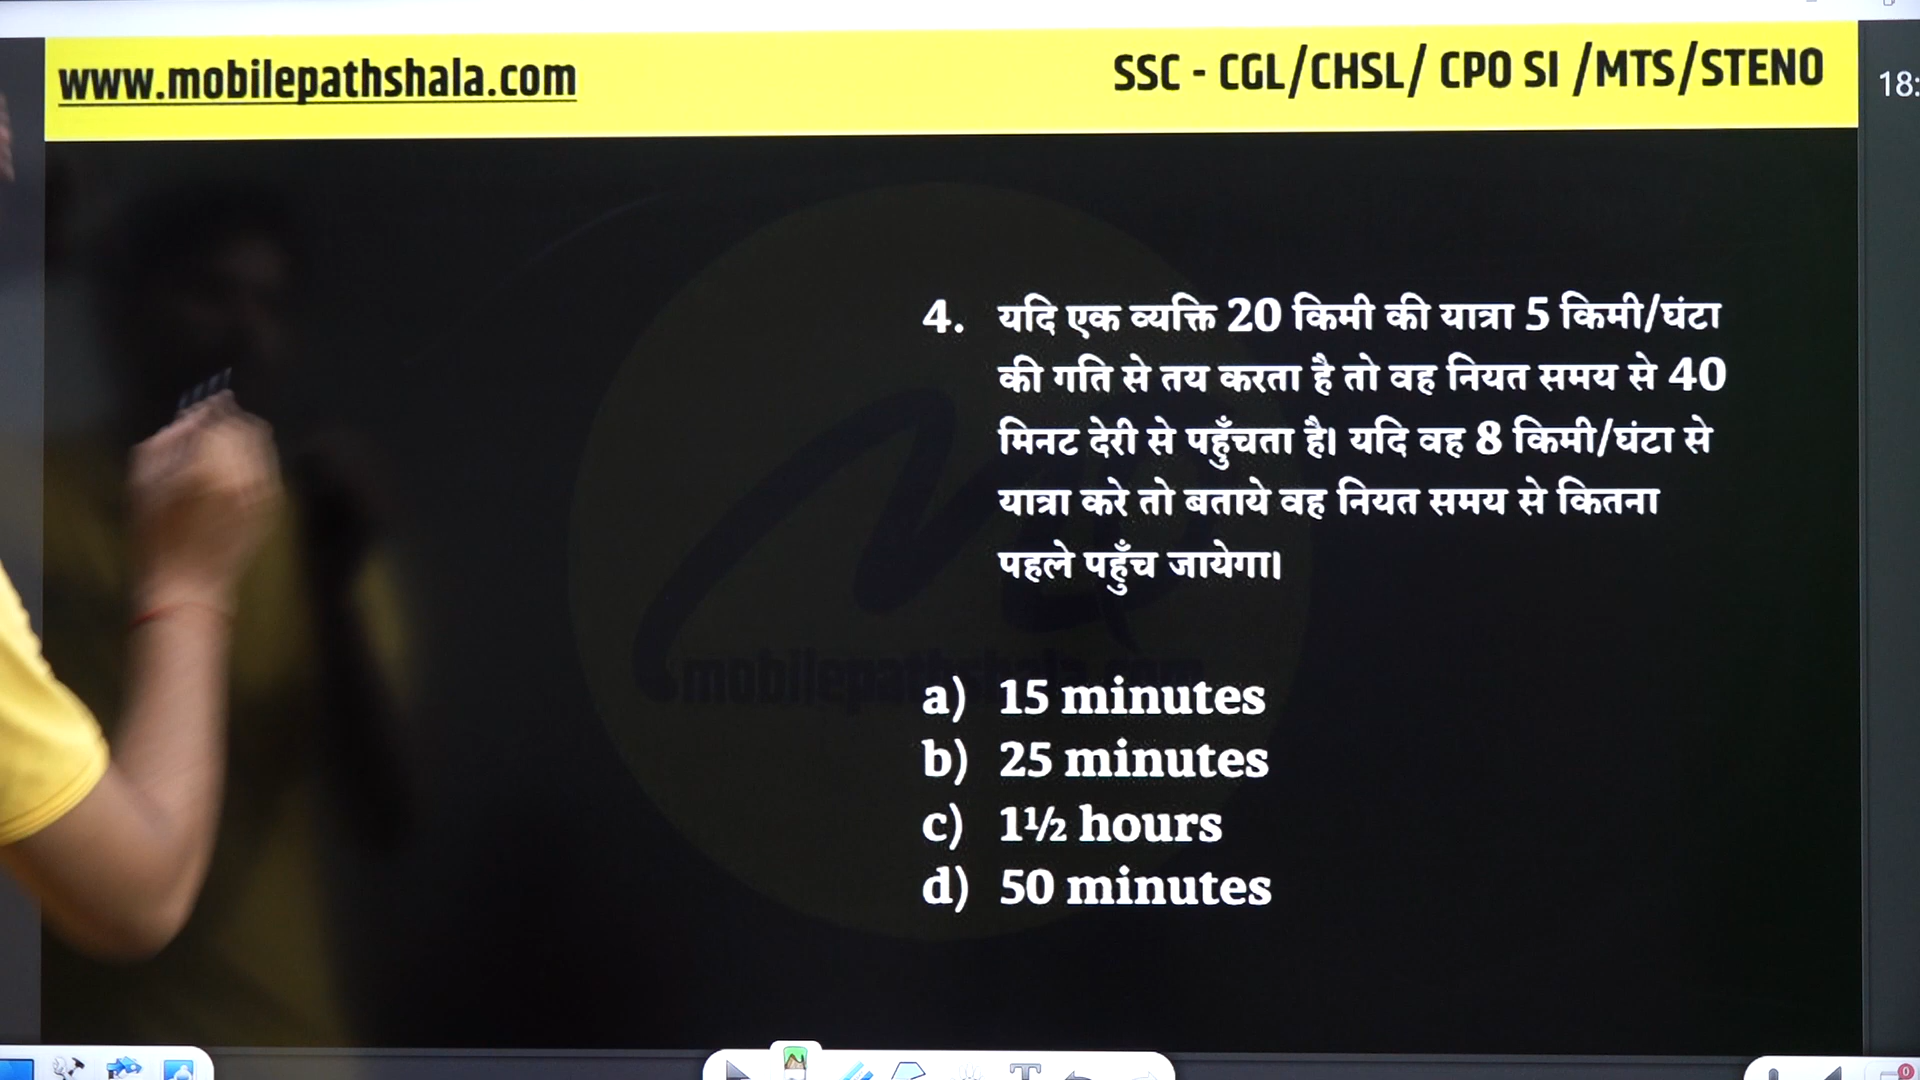 www.mobilepathshala.com
SSC - CGL/CHSL/ CPO SI /MTS/STENO
18:
4. यदि एक व्यक्ति 20 किमी की यात्रा 5 किमी/घंटा
की गति से तय करता है तो वह नियत समय से 40
मिनट देरी से पहुँचता है। यदि वह 8 किमी/घंटा से
यात्रा करे तो बताये वह नियत समय से कितना
पहले पहुँच जायेगा।
mobilepathshala.com
a) 15 minutes
b) 25 minutes
c) 1½ hours
d) 50 minutes